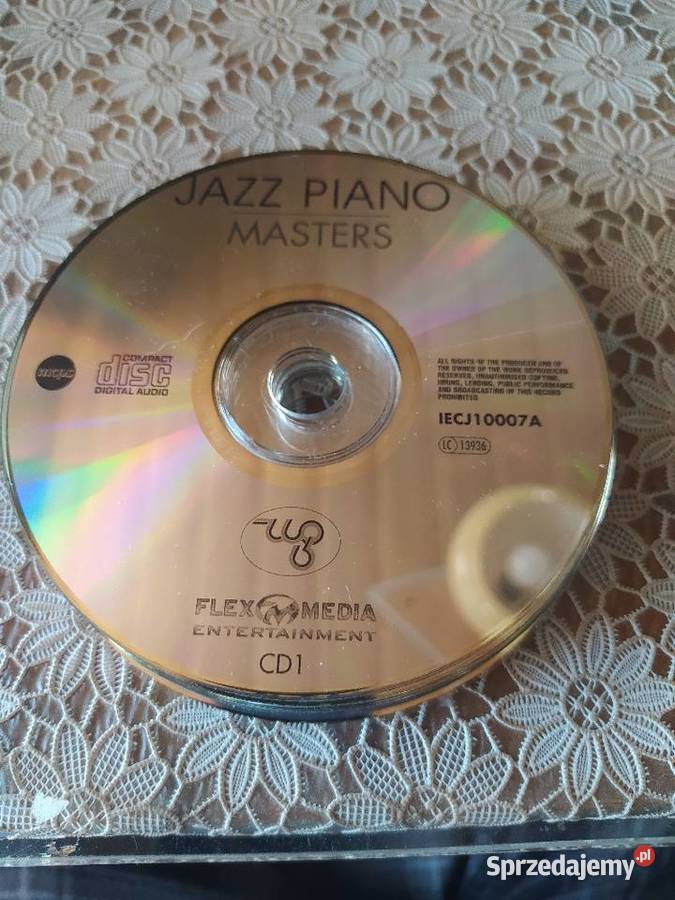 JAZZ PIANO
MASTERS
mcps
COMPACT
disc
DIGITAL AUDIO
ALL RIGHTS OF THE PRODUCER AND OF
THE OWNER OF THE WORK REPRODUCED
RESERVED, UNAUTHORISED COPYING,
HIRING, LENDING, PUBLIC PERFORMANCE
AND BROADCASTING OF THIS RECORD
PROHIBITED
IECJ10007A
LC 13936
FLEX MEDIA
ENTERTAINMENT
CD1
Sprzedajemy.pl